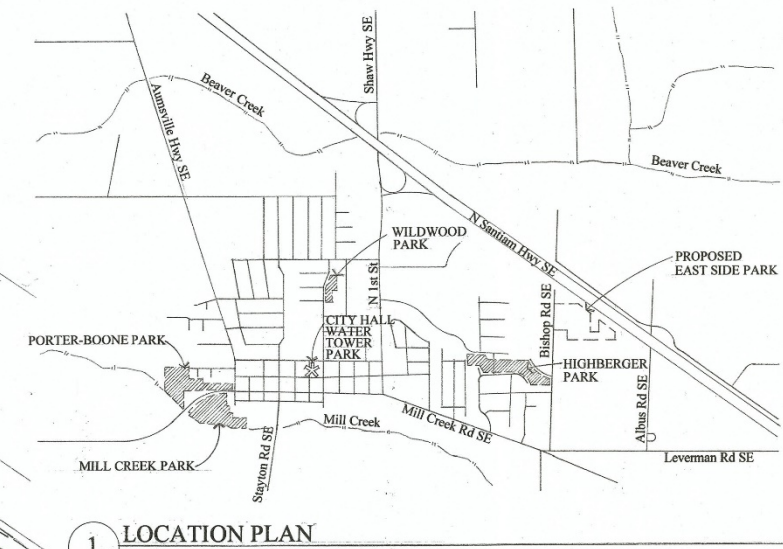 Shaw Hwy SE
Beaver Creek
Aumsville Hwy SE
Beaver Creek
WILDWOOD
PARK
N Santiam Hwy SE
PROPOSED
EAST SIDE PARK
N 1st St
Bishop Rd SE
CITY HALL
WATER
TOWER
PARK
PORTER-BOONE PARK
HIGHBERGER
PARK
Albus Rd SE
Mill Creek
Mill Creek Rd SE
MILL CREEK PARK
Stayton Rd SE
Leverman Rd SE
1
LOCATION PLAN